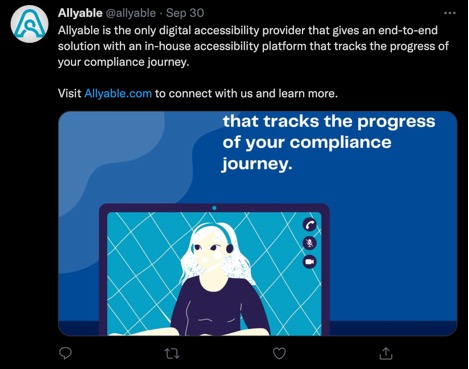 Allyable @allyable · Sep 30
Allyable is the only digital accessibility provider that gives an end-to-end
solution with an in-house accessibility platform that tracks the progress of
your compliance journey.
Visit Allyable.com to connect with us and learn more.
that tracks the progress
of your compliance
journey.